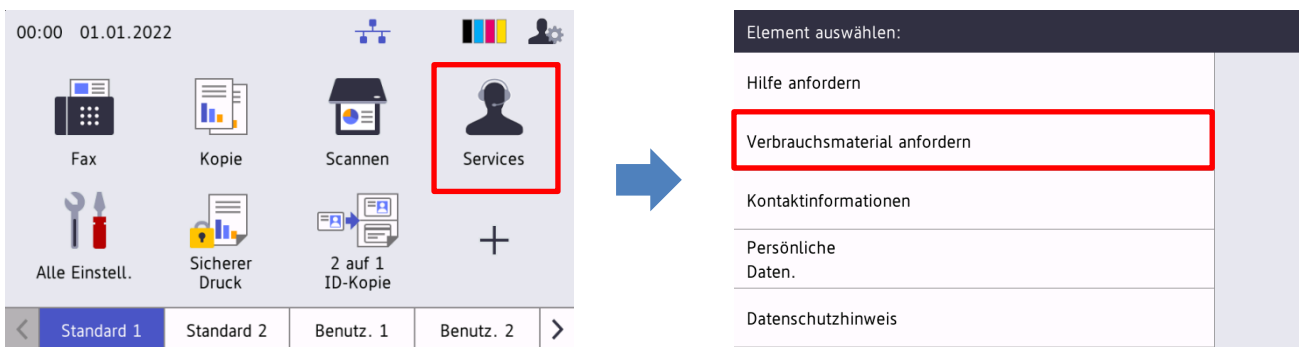 00:00 01.01.2022
Fax
Kopie
Scannen
Services
Alle Einstell.
Sicherer
Druck
2 auf 1
ID-Kopie
Standard 1
Standard 2
Benutz. 1
Benutz. 2
Element auswählen:
Hilfe anfordern
Verbrauchsmaterial anfordern
Kontaktinformationen
Persönliche
Daten.
Datenschutzhinweis